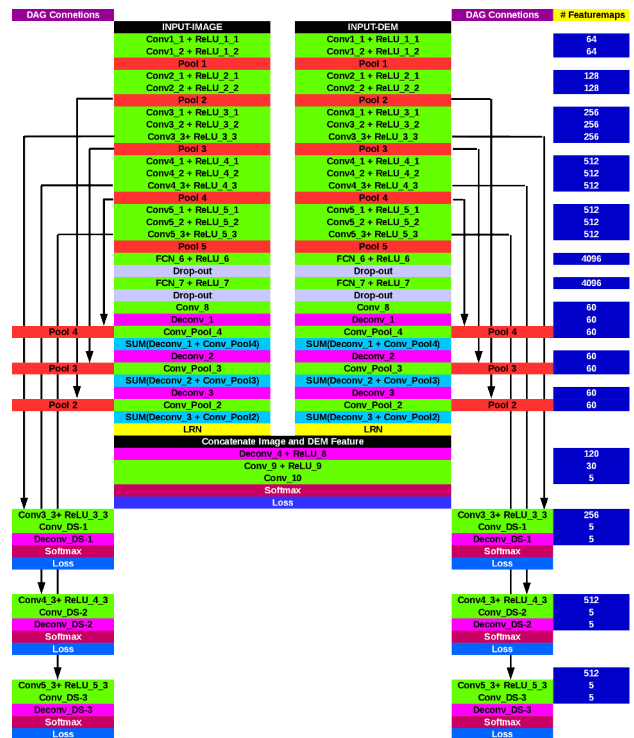 DAG Connetions DAG Connetions # Featuremaps
INPUT-IMAGE INPUT-DEM
Conv1_1 + ReLU_1_1 Conv1_1 + ReLU_1_1 64
Conv1_2 + ReLU_1_2 Conv1_2 + ReLU_1_2 64
Pool 1 Pool 1
Conv2_1 + ReLU_2_1 Conv2_1 + ReLU_2_1 128
Conv2_2 + ReLU_2_2 Conv2_2 + ReLU_2_2 128
Pool 2 Pool 2
Conv3_1 + ReLU_3_1 Conv3_1 + ReLU_3_1 256
Conv3_2 + ReLU_3_2 Conv3_2 + ReLU_3_2 256
Conv3_3+ ReLU_3_3 Conv3_3+ ReLU_3_3 256
Pool 3 Pool 3
Conv4_1 + ReLU_4_1 Conv4_1 + ReLU_4_1 512
Conv4_2 + ReLU_4_2 Conv4_2 + ReLU_4_2 512
Conv4_3+ ReLU_4_3 Conv4_3+ ReLU_4_3 512
Pool 4 Pool 4
Conv5_1 + ReLU_5_1 Conv5_1 + ReLU_5_1 512
Conv5_2 + ReLU_5_2 Conv5_2 + ReLU_5_2 512
Conv5_3+ ReLU_5_3 Conv5_3+ ReLU_5_3 512
Pool 5 Pool 5
FCN_6 + ReLU_6 FCN_6 + ReLU_6 4096
Drop-out Drop-out
FCN_7 + ReLU_7 FCN_7 + ReLU_7 4096
Drop-out Drop-out
Conv_8 Conv_8 60
Deconv_1 Deconv_1 60
Pool 4 Conv_Pool_4 Conv_Pool_4 Pool 4 60
SUM(Deconv_1 + Conv_Pool4) SUM(Deconv_1 + Conv_Pool4)
Deconv_2 Deconv_2 60
Pool 3 Conv_Pool_3 Conv_Pool_3 Pool 3 60
SUM(Deconv_2 + Conv_Pool3) SUM(Deconv_2 + Conv_Pool3)
Deconv_3 Deconv_3 60
Pool 2 Conv_Pool_2 Conv_Pool_2 Pool 2 60
SUM(Deconv_3 + Conv_Pool2) SUM(Deconv_3 + Conv_Pool2)
LRN LRN
Concatenate Image and DEM Feature
Deconv_4 + ReLU_8 120
Conv_9 + ReLU_9 30
Conv_10 5
Softmax
Loss
Conv3_3+ ReLU_3_3 Conv3_3+ ReLU_3_3 256
Conv_DS-1 Conv_DS-1 5
Deconv_DS-1 Deconv_DS-1 5
Softmax Softmax
Loss Loss
Conv4_3+ ReLU_4_3 Conv4_3+ ReLU_4_3 512
Conv_DS-2 Conv_DS-2 5
Deconv_DS-2 Deconv_DS-2 5
Softmax Softmax
Loss Loss
512
Conv5_3+ ReLU_5_3 Conv5_3+ ReLU_5_3 5
Conv_DS-3 Conv_DS-3 5
Deconv_DS-3 Deconv_DS-3
Softmax Softmax
Loss Loss